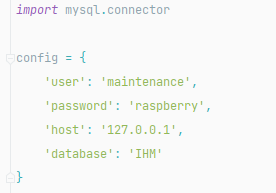 import mysql.connector
config = {
    'user': 'maintenance',
    'password': 'raspberry',
    'host': '127.0.0.1',
    'database': 'IHM'
}